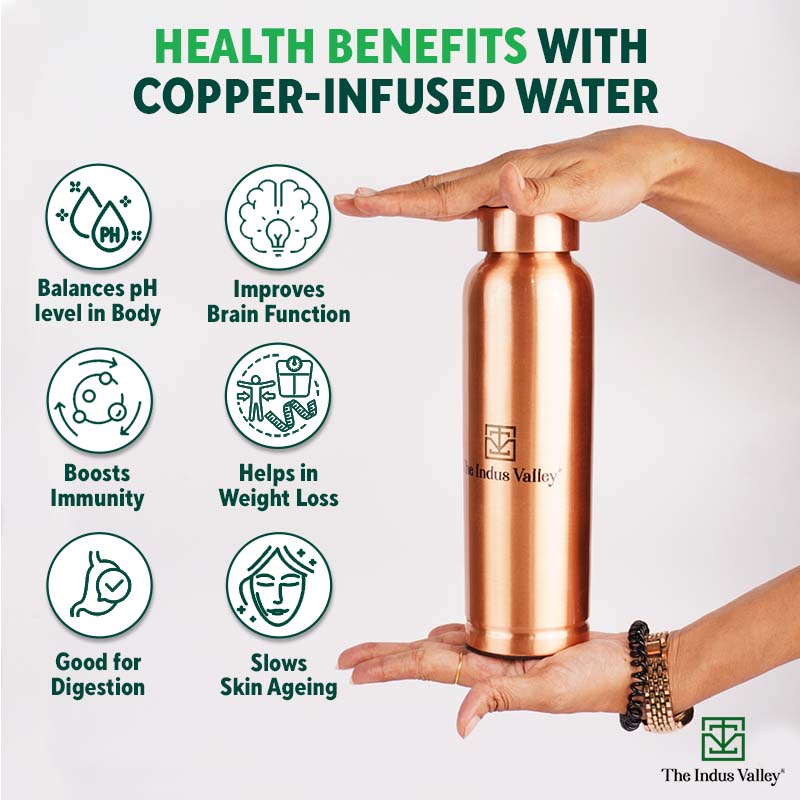 HEALTH BENEFITS WITH
COPPER-INFUSED WATER
PH
Balances pH
level in Body
Improves
Brain Function
Boosts
Immunity
Helps in
Weight Loss
Good for
Digestion
Slows
Skin Ageing
The Indus Valley®
The Indus Valley®